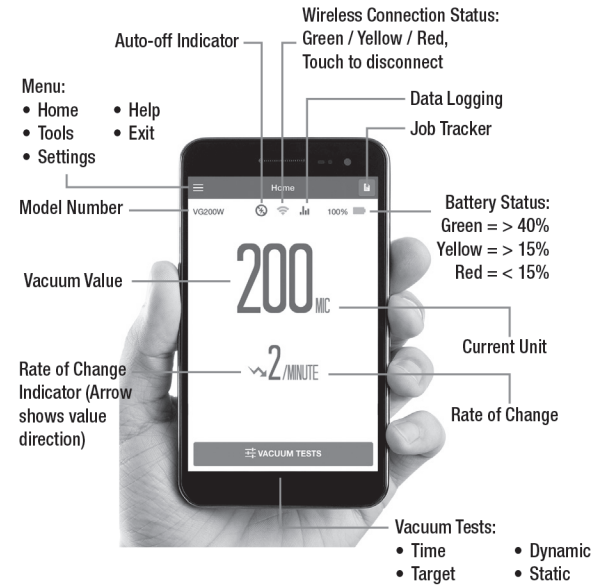 Wireless Connection Status:
Green / Yellow / Red,
Touch to disconnect
Auto-off Indicator
Data Logging
Job Tracker
Menu:
• Home
• Tools
• Settings
• Help
• Exit
Home
Model Number
VG200W
100%
Battery Status:
Green = > 40%
Yellow = > 15%
Red = < 15%
Vacuum Value
200 MIC
Current Unit
Rate of Change
Indicator (Arrow
shows value
direction)
2 /MINUTE
Rate of Change
VACUUM TESTS
Vacuum Tests:
• Time
• Target
• Dynamic
• Static